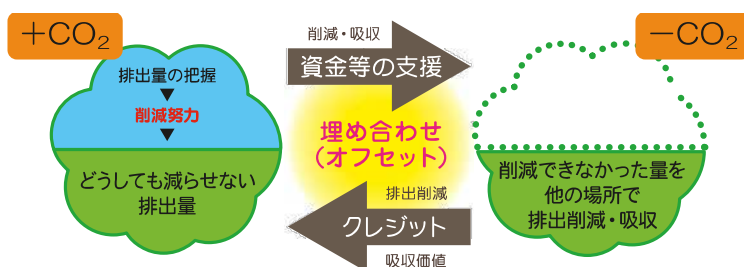 ＋CO₂
排出量の把握
▼
削減努力
▼
どうしても減らせない
排出量
削減・吸収
資金等の支援
埋め合わせ
（オフセット）
排出削減
クレジット
吸収価値
－CO₂
削減できなかった量を
他の場所で
排出削減・吸収